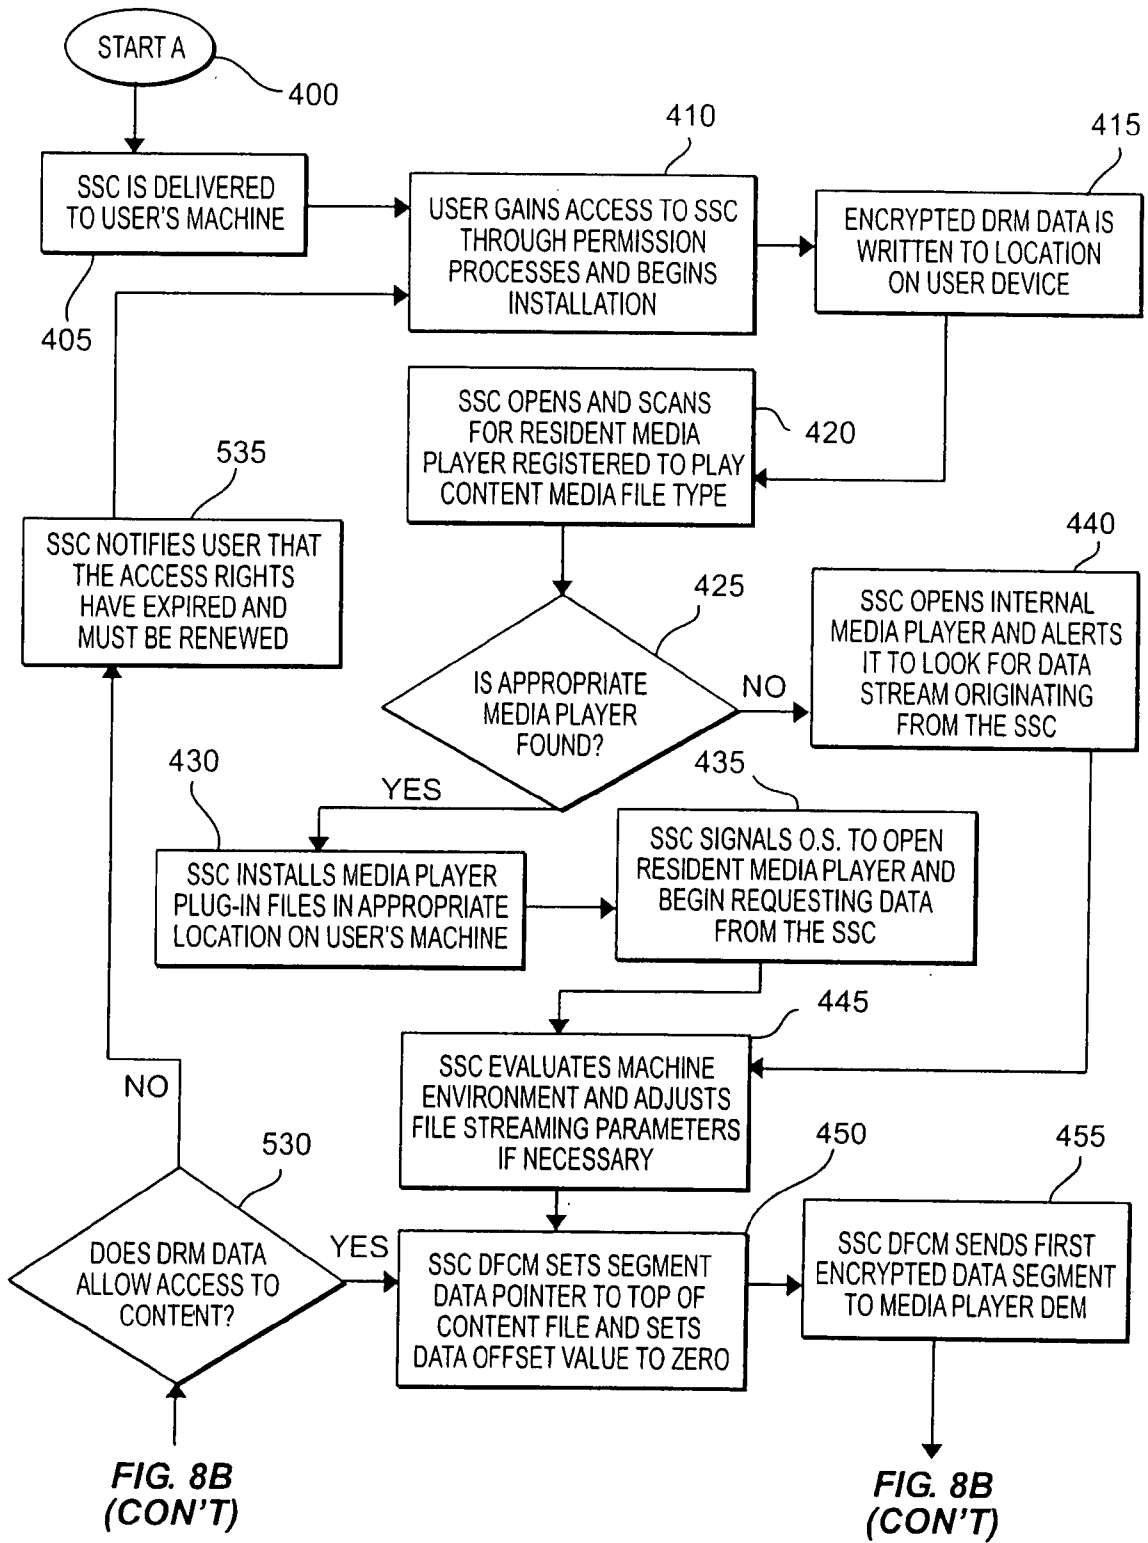 START A
400
SSC IS DELIVERED
TO USER'S MACHINE
405
410
USER GAINS ACCESS TO SSC
THROUGH PERMISSION
PROCESSES AND BEGINS
INSTALLATION
415
ENCRYPTED DRM DATA IS
WRITTEN TO LOCATION
ON USER DEVICE
SSC OPENS AND SCANS
FOR RESIDENT MEDIA
PLAYER REGISTERED TO PLAY
CONTENT MEDIA FILE TYPE
420
535
SSC NOTIFIES USER THAT
THE ACCESS RIGHTS
HAVE EXPIRED AND
MUST BE RENEWED
425
IS APPROPRIATE
MEDIA PLAYER
FOUND?
NO
YES
440
SSC OPENS INTERNAL
MEDIA PLAYER AND ALERTS
IT TO LOOK FOR DATA
STREAM ORIGINATING
FROM THE SSC
430
SSC INSTALLS MEDIA PLAYER
PLUG-IN FILES IN APPROPRIATE
LOCATION ON USER'S MACHINE
435
SSC SIGNALS O.S. TO OPEN
RESIDENT MEDIA PLAYER AND
BEGIN REQUESTING DATA
FROM THE SSC
445
SSC EVALUATES MACHINE
ENVIRONMENT AND ADJUSTS
FILE STREAMING PARAMETERS
IF NECESSARY
NO
530
DOES DRM DATA
ALLOW ACCESS TO
CONTENT?
YES
450
SSC DFCM SETS SEGMENT
DATA POINTER TO TOP OF
CONTENT FILE AND SETS
DATA OFFSET VALUE TO ZERO
455
SSC DFCM SENDS FIRST
ENCRYPTED DATA SEGMENT
TO MEDIA PLAYER DEM
FIG. 8B
(CON'T)
FIG. 8B
(CON'T)